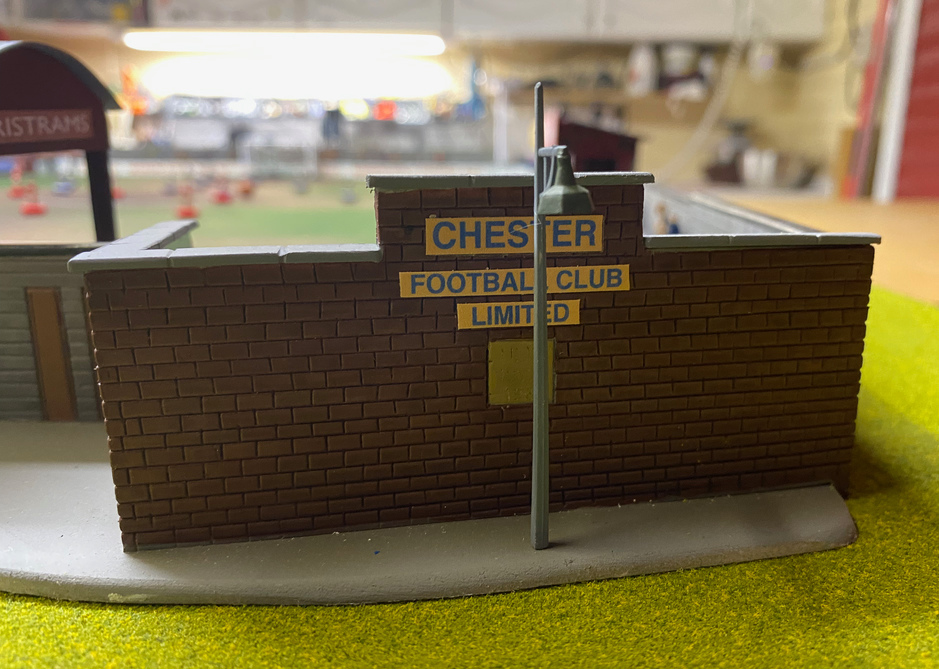 RISTRAMS
CHESTER
FOOTBALL CLUB
LIMITED